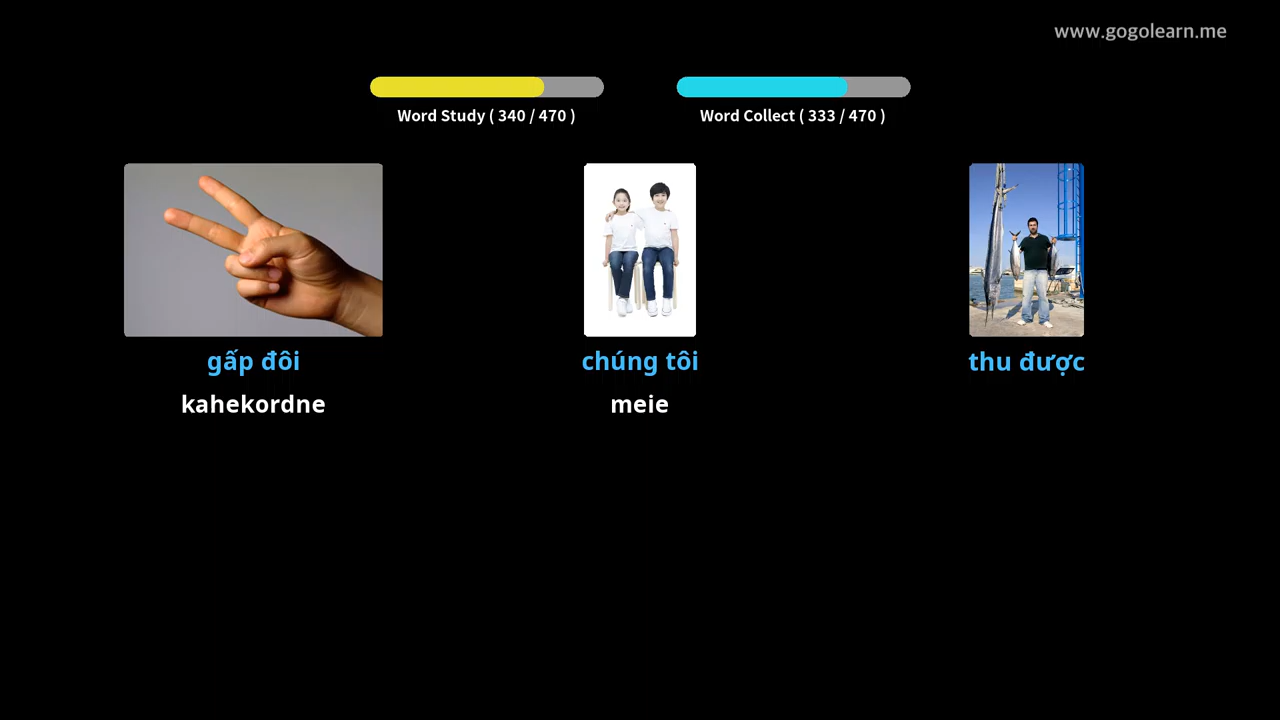 www.gogolearn.me
Word Study ( 340 / 470 )
Word Collect ( 333 / 470 )
gấp đôi
chúng tôi
thu được
kahekordne
meie